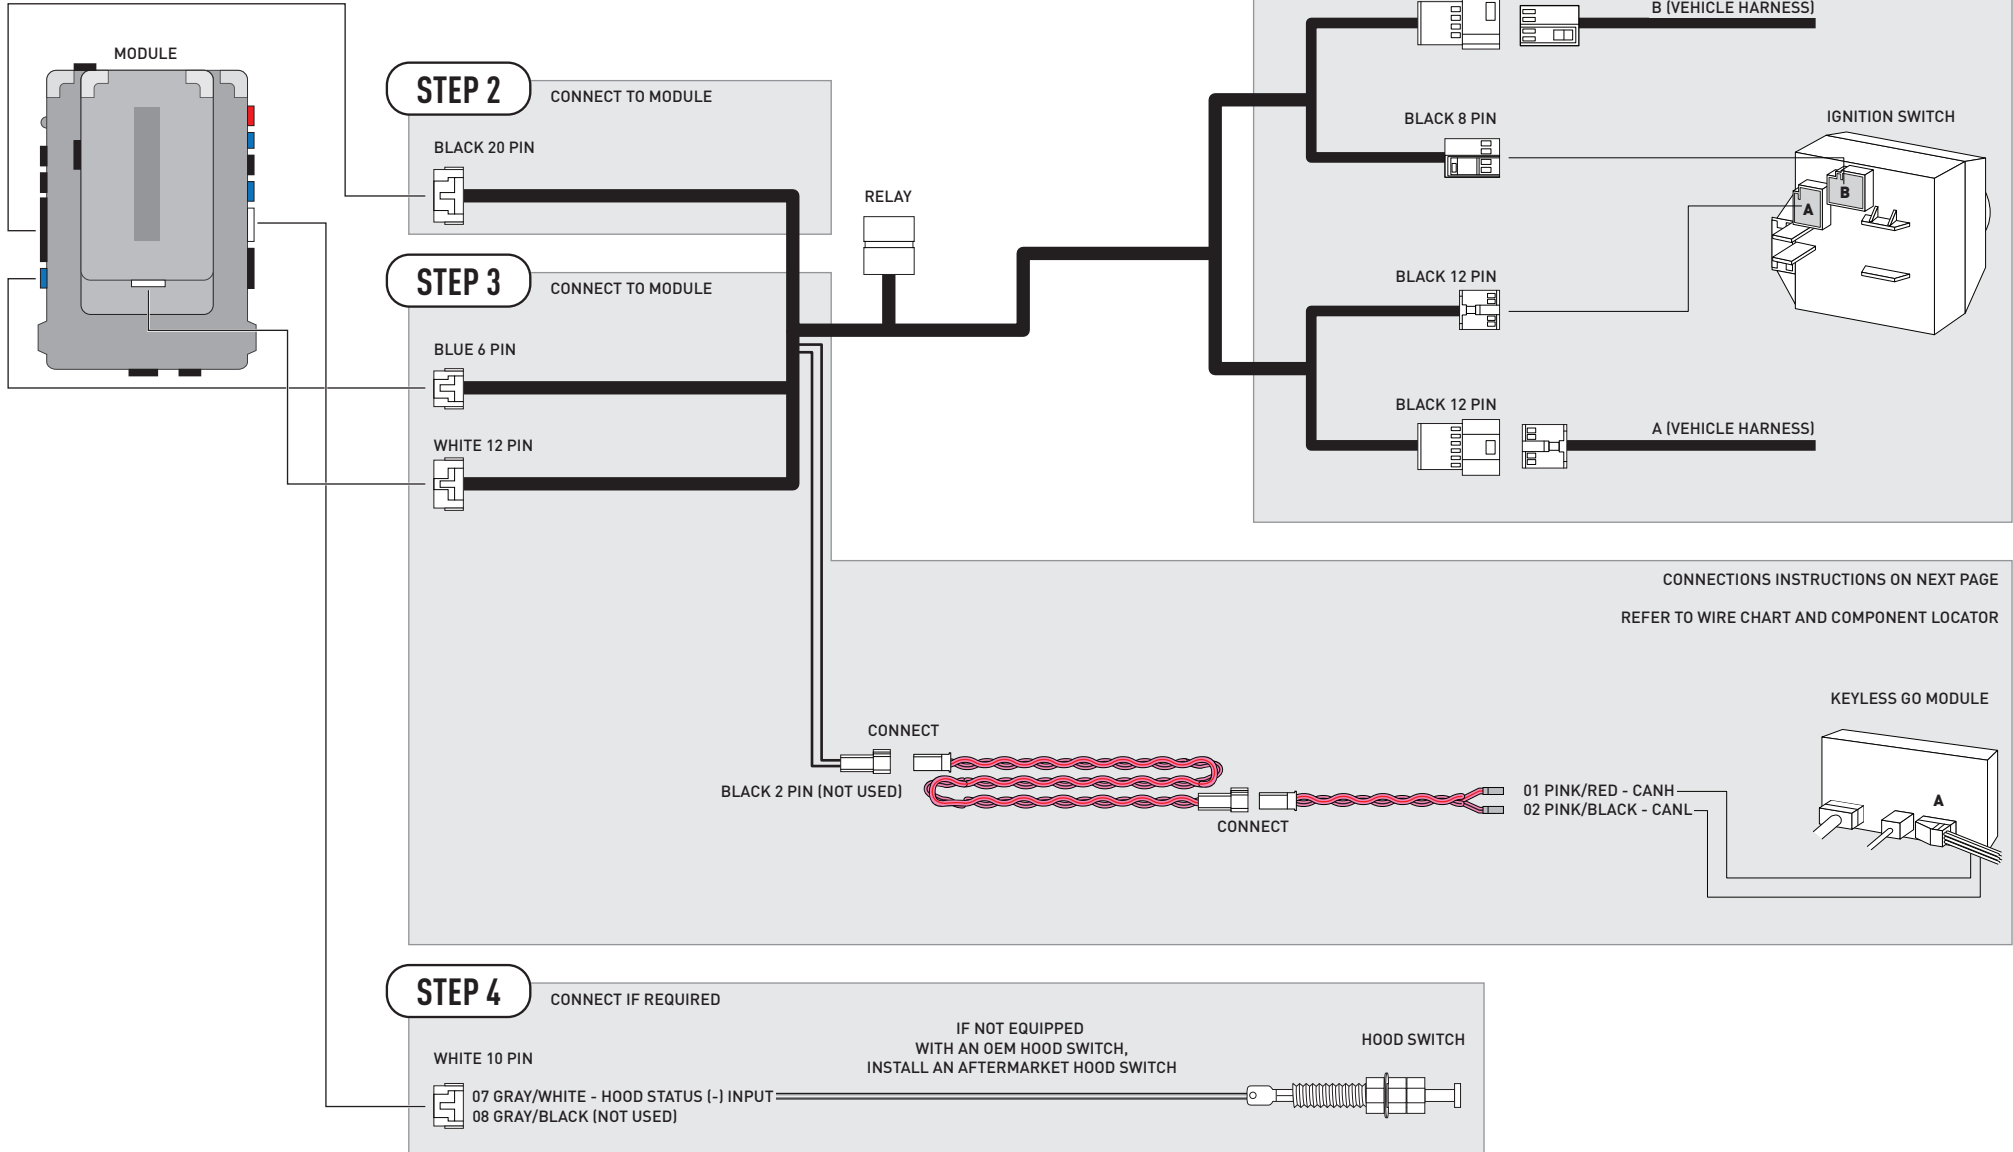 B (VEHICLE HARNESS)
MODULE
STEP 2
CONNECT TO MODULE
BLACK 20 PIN
RELAY
BLACK 8 PIN
IGNITION SWITCH
B
A
STEP 3
CONNECT TO MODULE
BLACK 12 PIN
BLUE 6 PIN
WHITE 12 PIN
BLACK 12 PIN
A (VEHICLE HARNESS)
CONNECTIONS INSTRUCTIONS ON NEXT PAGE
REFER TO WIRE CHART AND COMPONENT LOCATOR
KEYLESS GO MODULE
CONNECT
BLACK 2 PIN (NOT USED)
CONNECT
01 PINK/RED - CANH
02 PINK/BLACK - CANL
A
STEP 4
CONNECT IF REQUIRED
WHITE 10 PIN
IF NOT EQUIPPED
WITH AN OEM HOOD SWITCH,
INSTALL AN AFTERMARKET HOOD SWITCH
HOOD SWITCH
07 GRAY/WHITE - HOOD STATUS (-) INPUT
08 GRAY/BLACK (NOT USED)